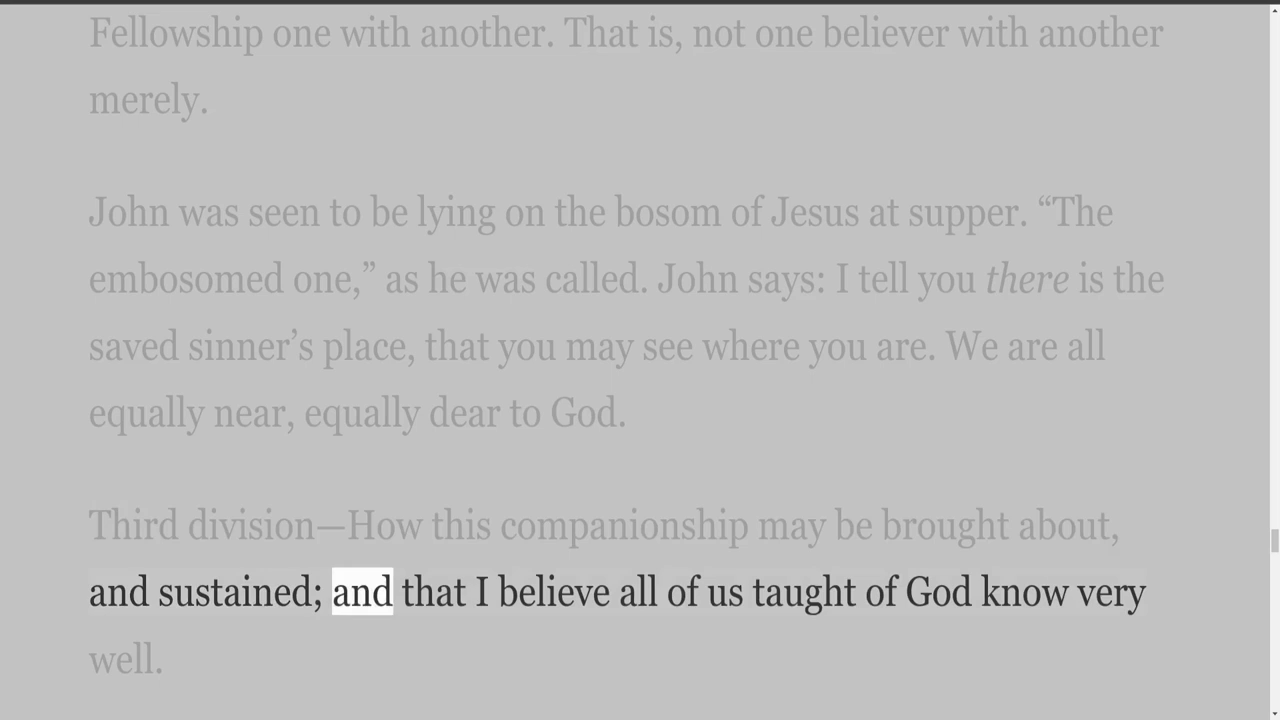 Fellowship one with another. That is, not one believer with another
merely.
John was seen to be lying on the bosom of Jesus at supper. “The
embosomed one,” as he was called. John says: I tell you there is the
saved sinner’s place, that you may see where you are. We are all
equally near, equally dear to God.
Third division—How this companionship may be brought about,
and sustained; and that I believe all of us taught of God know very
well.